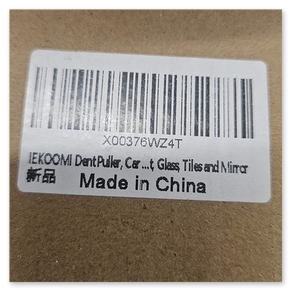 X00376WZ4T
IEKOOMI Dent Puller, Car ...t, Glass, Tiles and Mirror
新品
Made in China